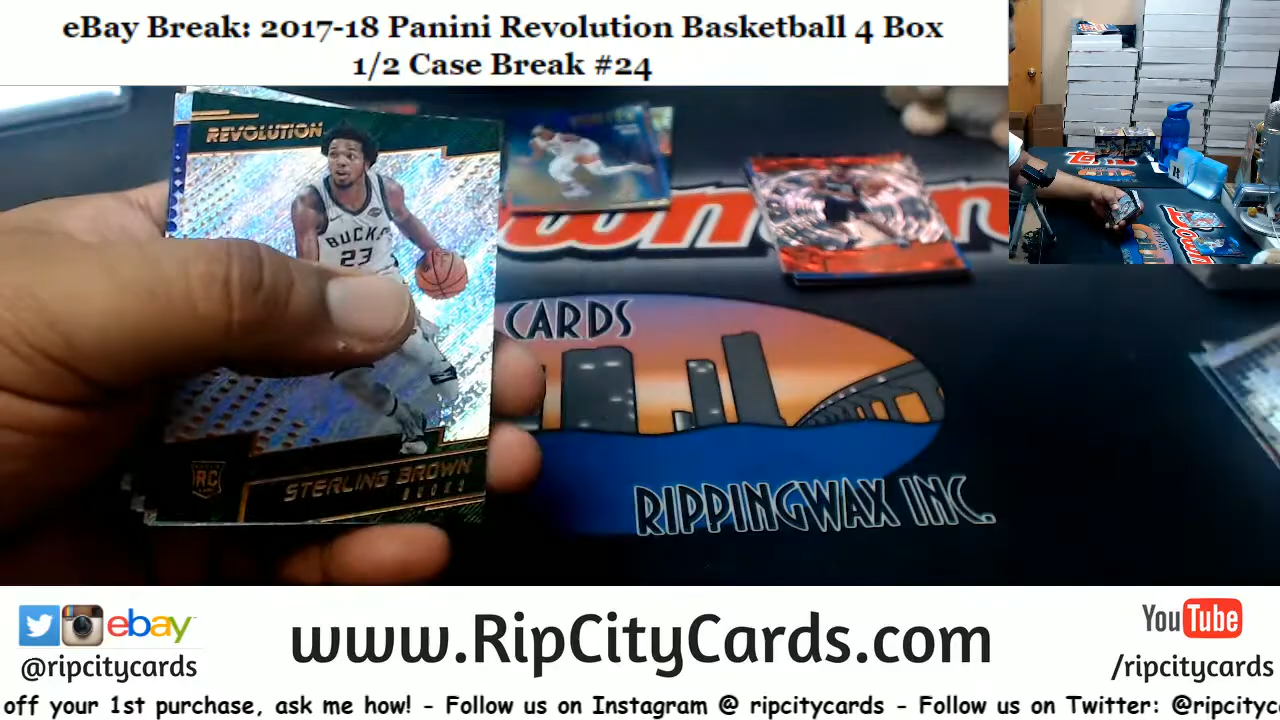 eBay Break: 2017-18 Panini Revolution Basketball 4 Box
1/2 Case Break #24
REVOLUTION
BUCKS
23
RC
STERLING BROWN
BUCKS
CARDS
RIPPINGWAX INC.
ebay
@ripcitycards
www.RipCityCards.com
YouTube
/ripcitycards
off your 1st purchase, ask me how! - Follow us on Instagram @ ripcitycards - Follow us on Twitter: @ripcityc